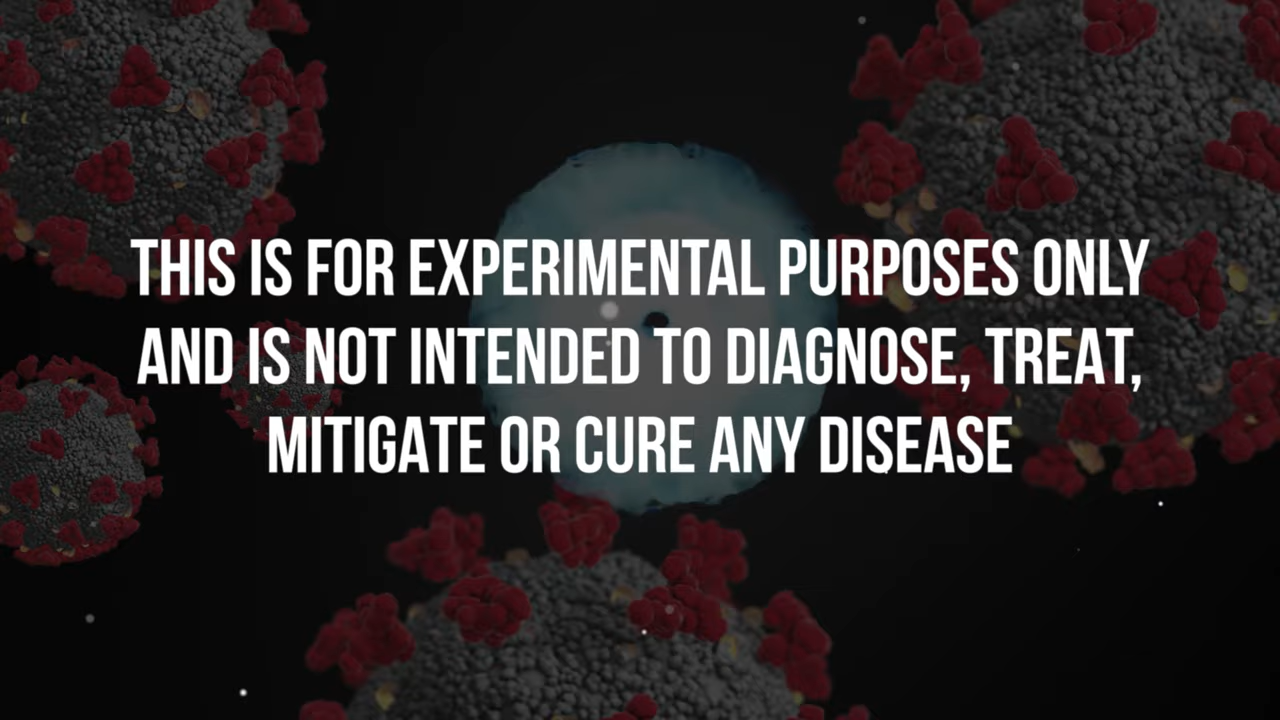 THIS IS FOR EXPERIMENTAL PURPOSES ONLY
AND IS NOT INTENDED TO DIAGNOSE, TREAT,
MITIGATE OR CURE ANY DISEASE